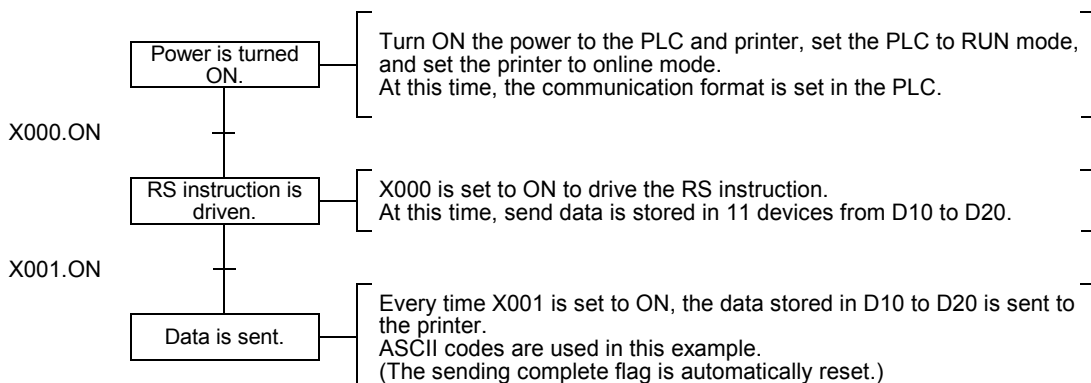 Power is turned
ON.
Turn ON the power to the PLC and printer, set the PLC to RUN mode,
and set the printer to online mode.
At this time, the communication format is set in the PLC.
X000.ON
RS instruction is
driven.
X000 is set to ON to drive the RS instruction.
At this time, send data is stored in 11 devices from D10 to D20.
X001.ON
Data is sent.
Every time X001 is set to ON, the data stored in D10 to D20 is sent to
the printer.
ASCII codes are used in this example.
(The sending complete flag is automatically reset.)